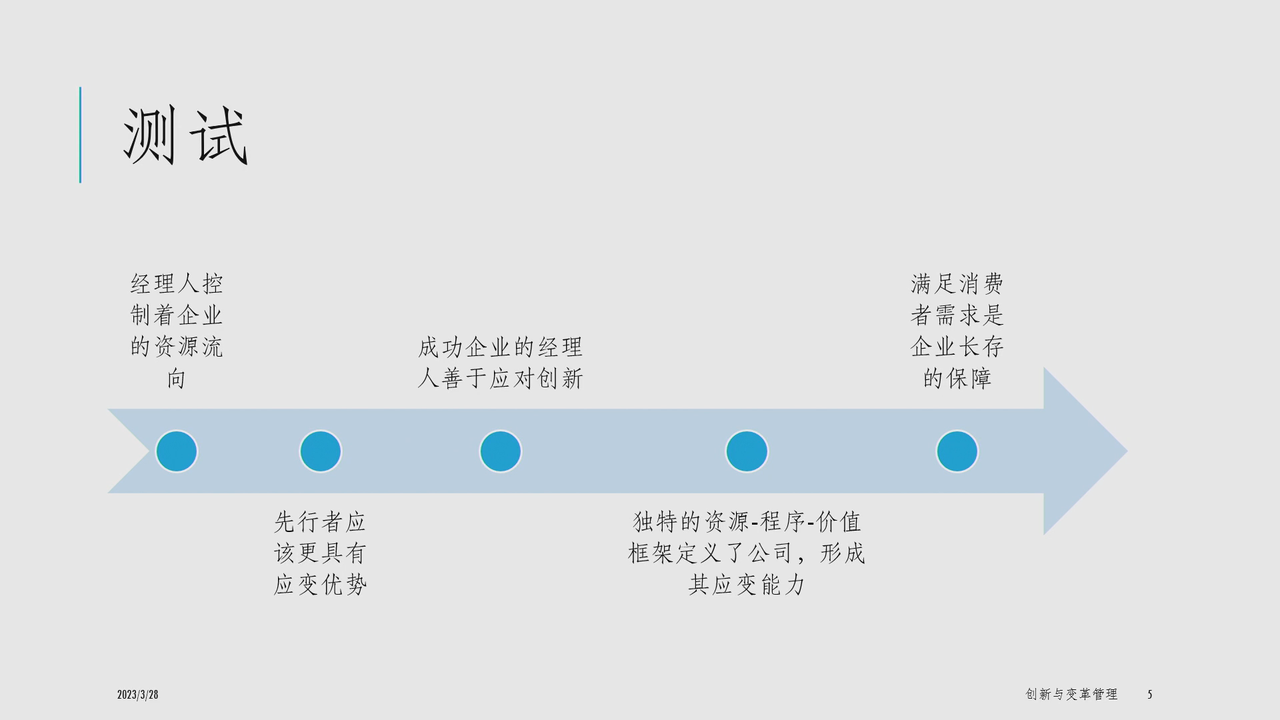 测试
经理人控
制着企业
的资源流
向
先行者应
该更具有
应变优势
成功企业的经理
人善于应对创新
独特的资源-程序-价值
框架定义了公司，形成
其应变能力
满足消费
者需求是
企业长存
的保障
2023/3/28
创新与变革管理
5